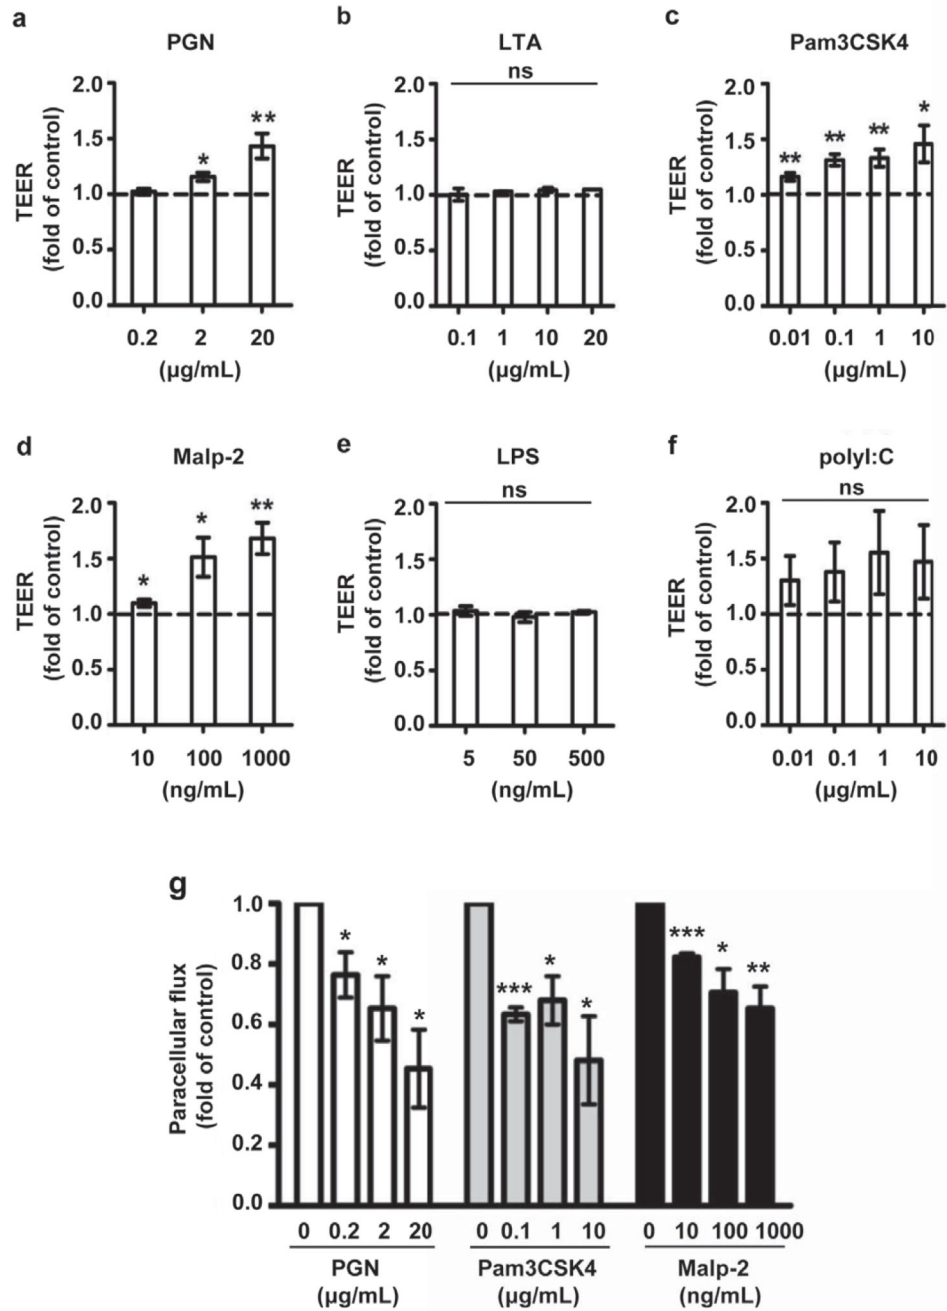 a
PGN
TEER
(fold of control)
2.0
1.5
1.0
0.5
0.0
*
**
0.2 2 20
(µg/mL)
b
LTA
ns
TEER
(fold of control)
2.0
1.5
1.0
0.5
0.0
0.1 1 10 20
(µg/mL)
c
Pam3CSK4
TEER
(fold of control)
2.0
1.5
1.0
0.5
0.0
** ** ** *
0.01 0.1 1 10
(µg/mL)
d
Malp-2
TEER
(fold of control)
2.0
1.5
1.0
0.5
0.0
* * **
10 100 1000
(ng/mL)
e
LPS
ns
TEER
(fold of control)
2.0
1.5
1.0
0.5
0.0
5 50 500
(ng/mL)
f
polyI:C
ns
TEER
(fold of control)
2.0
1.5
1.0
0.5
0.0
0.01 0.1 1 10
(µg/mL)
g
Paracellular flux
(fold of control)
1.0
0.8
0.6
0.4
0.2
0.0
* * *
*** * *
*** * **
0 0.2 2 20
PGN
(µg/mL)
0 0.1 1 10
Pam3CSK4
(µg/mL)
0 10 100 1000
Malp-2
(ng/mL)